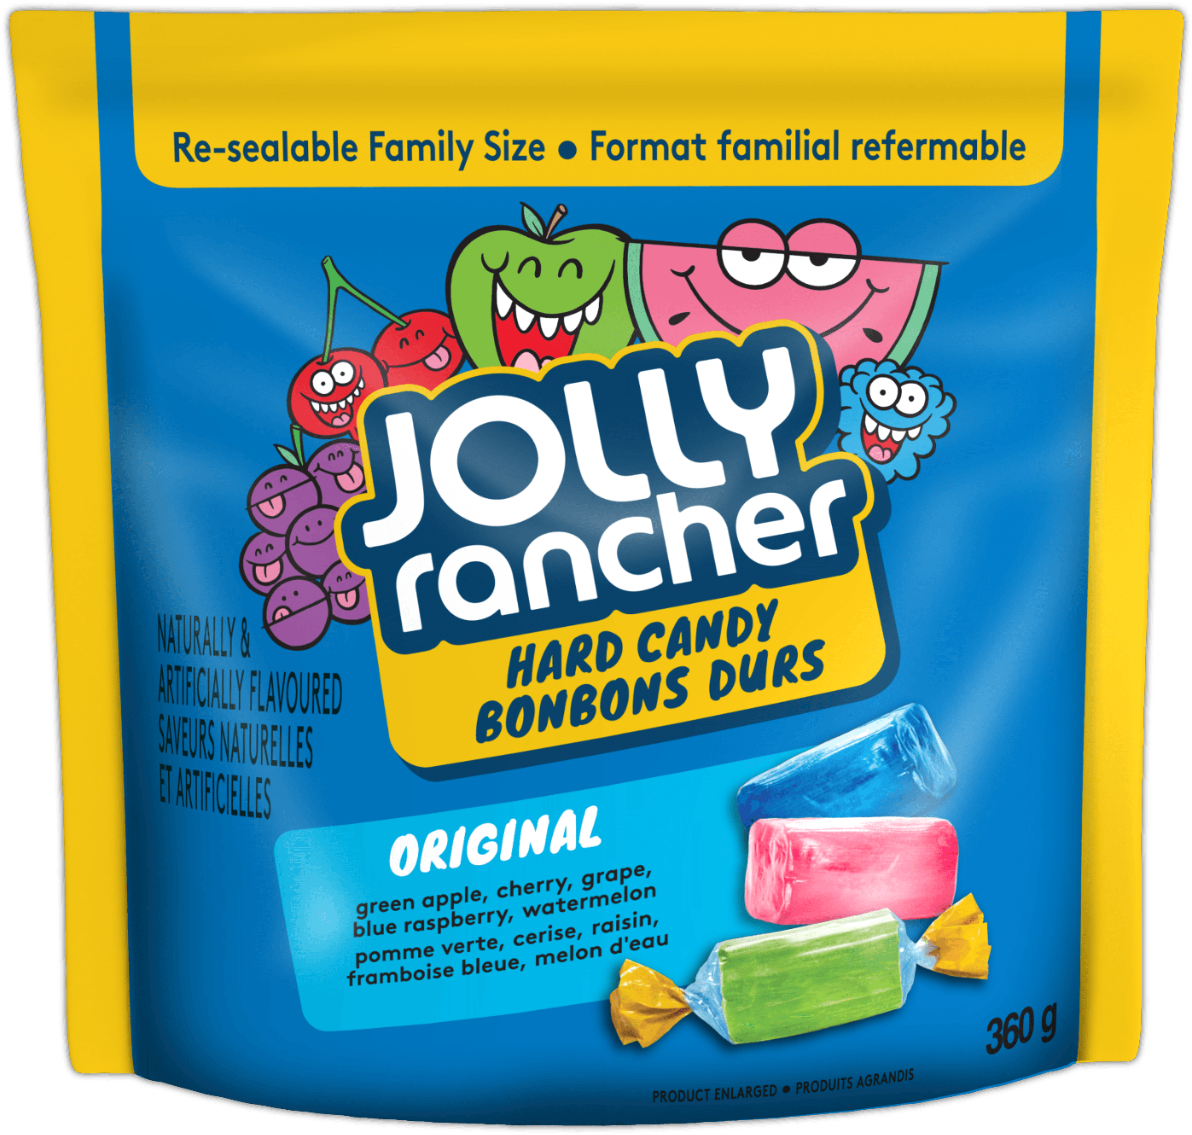 Re-sealable Family Size • Format familial refermable
JOLLY
rancher
HARD CANDY
BONBONS DURS
NATURALLY &
ARTIFICIALLY FLAVOURED
SAVEURS NATURELLES
ET ARTIFICIELLES
ORIGINAL
green apple, cherry, grape,
blue raspberry, watermelon
pomme verte, cerise, raisin,
framboise bleue, melon d'eau
360 g
PRODUCT ENLARGED • PRODUITS AGRANDIS